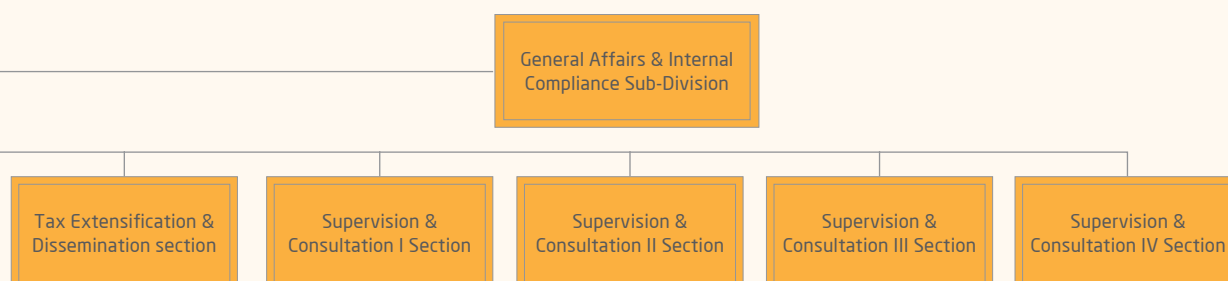 General Affairs & Internal
Compliance Sub-Division
Tax Extensification &
Dissemination section
Supervision &
Consultation I Section
Supervision &
Consultation II Section
Supervision &
Consultation III Section
Supervision &
Consultation IV Section